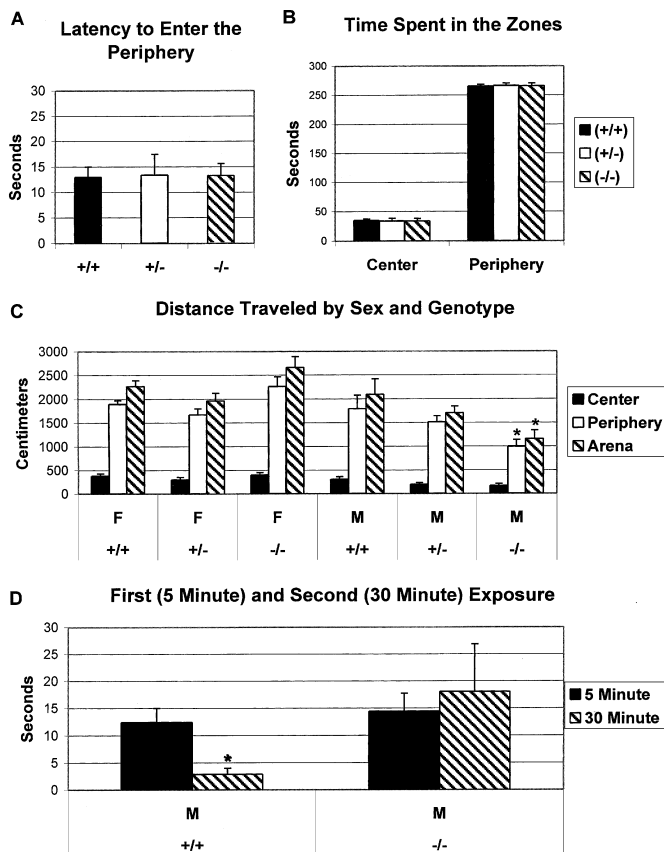 A
Latency to Enter the
Periphery
30
25
20
15
10
5
0
Seconds
+/+ +/- -/-
B
Time Spent in the Zones
300
250
200
150
100
50
0
Seconds
Center Periphery
(+/+)
(+/-)
(-/-)
C
Distance Traveled by Sex and Genotype
3000
2500
2000
1500
1000
500
0
Centimeters
* *
F F F M M M
+/+ +/- -/- +/+ +/- -/-
Center
Periphery
Arena
D
First (5 Minute) and Second (30 Minute) Exposure
30
25
20
15
10
5
0
Seconds
*
M M
+/+ -/-
5 Minute
30 Minute